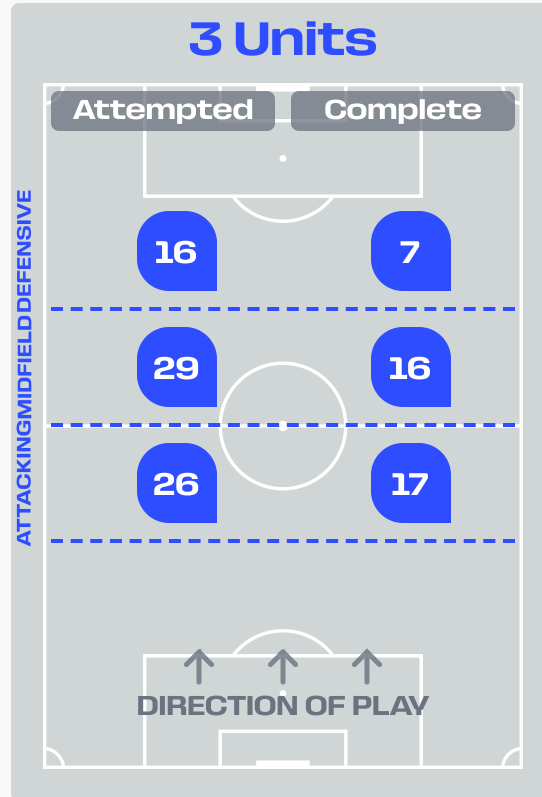 3 Units
Attempted Complete
16 7
29 16
26 17
ATTACKING MIDFIELD DEFENSIVE
DIRECTION OF PLAY